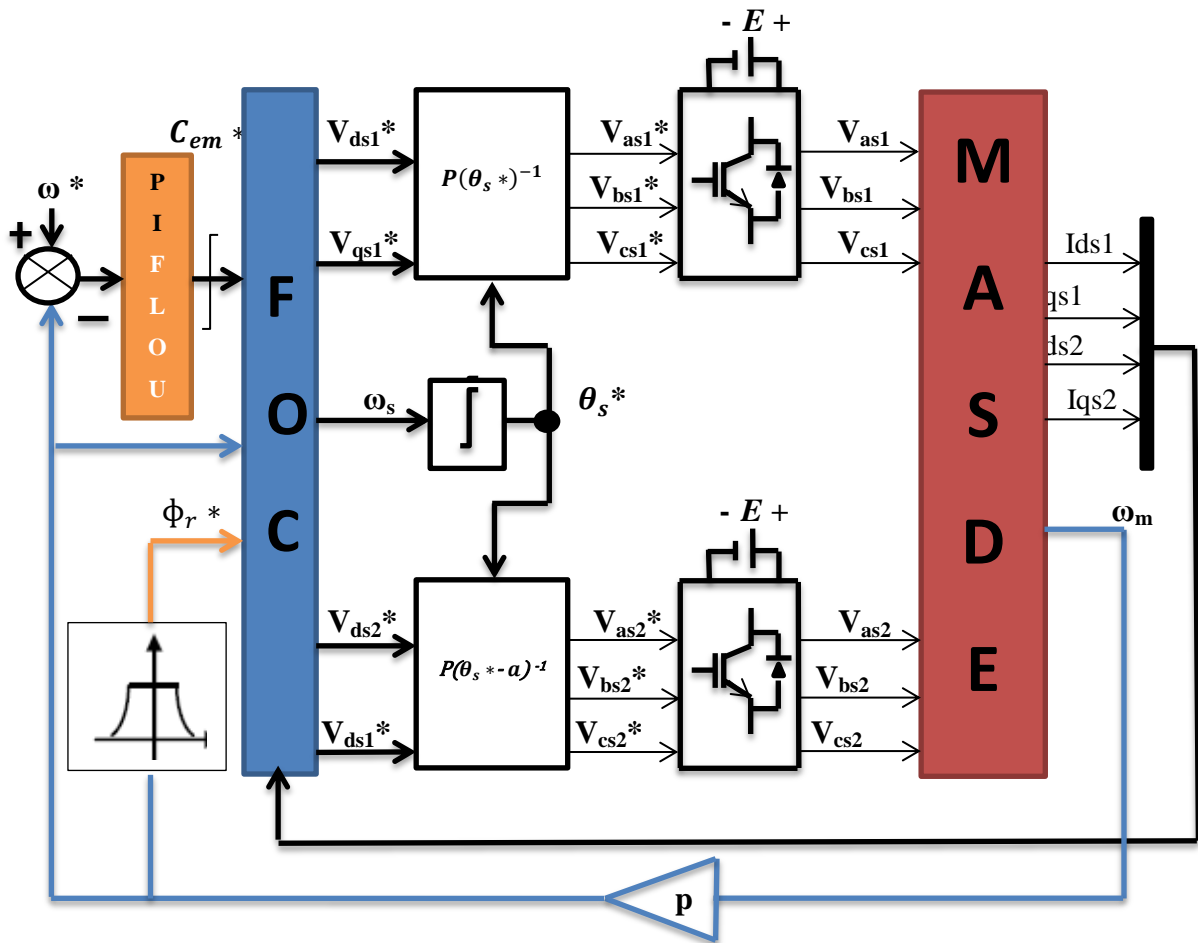 - E +
C_em *
ω *
+
−
P
I
F
L
O
U
F
O
C
V_ds1*
V_qs1*
P(θ_s *)⁻¹
V_as1*
V_bs1*
V_cs1*
V_as1
V_bs1
V_cs1
M
A
S
D
E
Ids1
qs1
ds2
Iqs2
ω_s
θ_s*
ϕ_r *
ω_m
- E +
V_ds2*
V_ds1*
P(θ_s *-a)⁻¹
V_as2*
V_bs2*
V_cs2*
V_as2
V_bs2
V_cs2
p